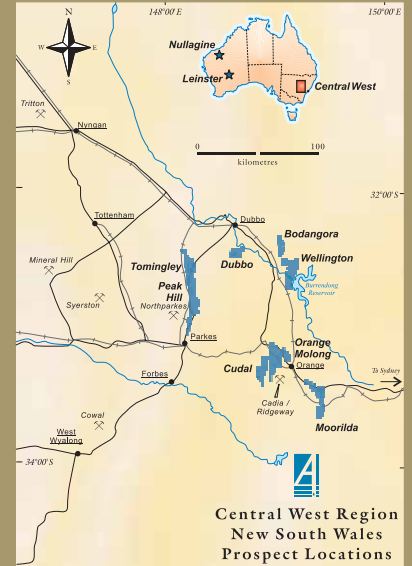 148°00'E
150°00'E
N
W
E
S
Nullagine
Leinster
Central West
Tritton
Nyngan
0
100
kilometres
32°00'S
Tottenham
Dubbo
Bodangora
Mineral Hill
Tomingley
Dubbo
Wellington
Syerston
Peak
Hill
Northparkes
Burrendong
Reservoir
Parkes
Orange
Molong
Orange
Cudal
To Sydney
Forbes
Cadia /
Ridgeway
Cowal
Moorilda
West
Wyalong
34°00'S
A
Central West Region
New South Wales
Prospect Locations